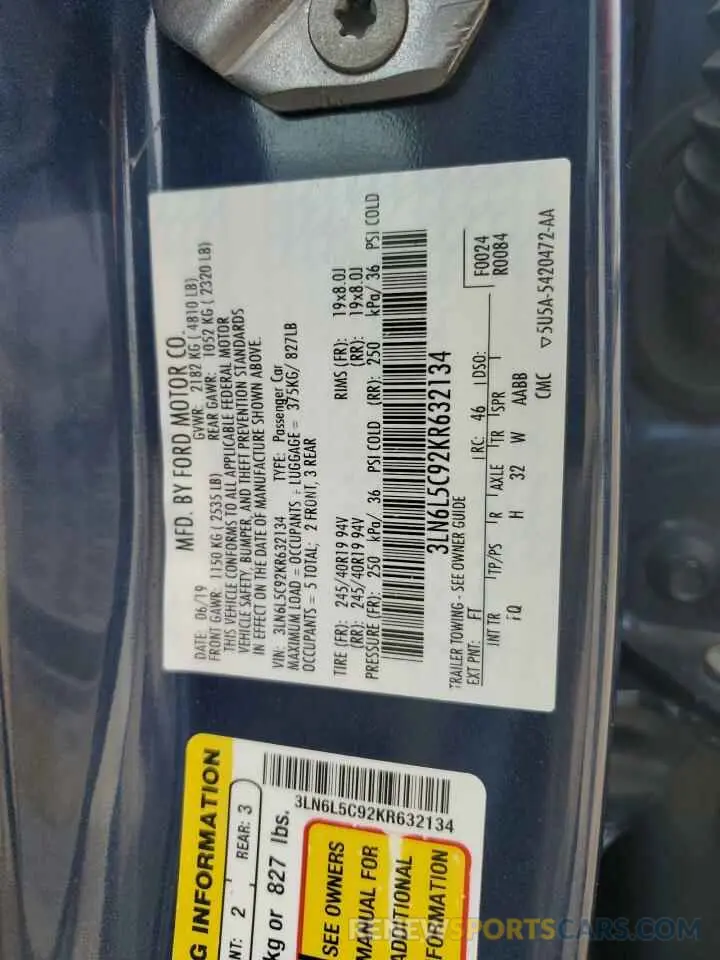 MFD. BY FORD MOTOR CO.
DATE: 06/19 GVWR: 2182 KG ( 4810 LB)
FRONT GAWR: 1150 KG ( 2535 LB) REAR GAWR: 1052 KG ( 2320 LB)
THIS VEHICLE CONFORMS TO ALL APPLICABLE FEDERAL MOTOR
VEHICLE SAFETY, BUMPER, AND THEFT PREVENTION STANDARDS
IN EFFECT ON THE DATE OF MANUFACTURE SHOWN ABOVE.
VIN: 3LN6L5C92KR632134 TYPE: Passenger Car
MAXIMUM LOAD = OCCUPANTS + LUGGAGE = 375KG/ 827LB
OCCUPANTS = 5 TOTAL; 2 FRONT, 3 REAR
TIRE (FR): 245/40R19 94V RIMS (FR): 19x8.0J
(RR): 245/40R19 94V (RR): 19x8.0J
PRESSURE (FR): 250 kPa/ 36 PSI COLD (RR): 250 kPa/ 36 PSI COLD
3LN6L5C92KR632134
TRAILER TOWING - SEE OWNER GUIDE
EXT PNT: FT RC: 46 DSO: F0024
R0084
INT TR TP/PS R AXLE TR SPR
IQ H 32 W AABB
CMC ▽5U5A-5420472-AA
G INFORMATION
NT: 2 REAR: 3
kg or 827 lbs.
3LN6L5C92KR632134
SEE OWNERS
MANUAL FOR
ADDITIONAL
FORMATION
RENEWSPORTSCARS.COM